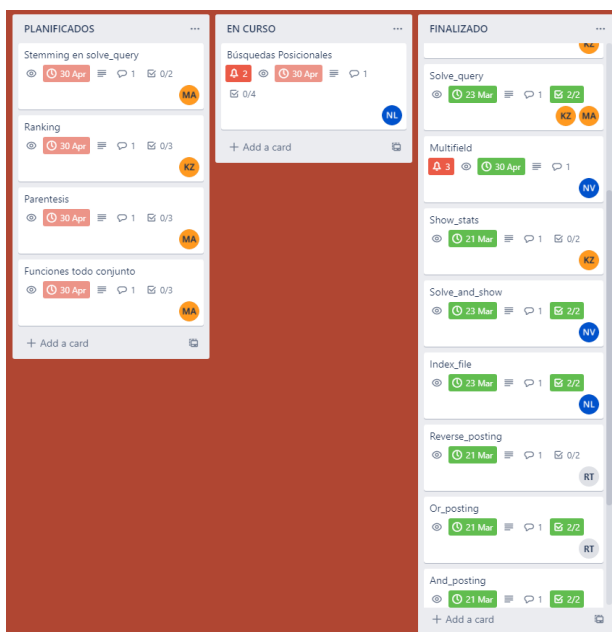 PLANIFICADOS
Stemming en solve_query
30 Apr 1 0/2
MA
Ranking
30 Apr 1 0/3
KZ
Parentesis
30 Apr 1 0/3
MA
Funciones todo conjunto
30 Apr 1 0/3
MA
+ Add a card
EN CURSO
Búsquedas Posicionales
2 30 Apr 1
0/4
NL
+ Add a card
FINALIZADO
KZ
Solve_query
23 Mar 1 2/2
KZ MA
Multifield
3 30 Apr 1
NV
Show_stats
21 Mar 1 0/2
KZ
Solve_and_show
23 Mar 1 2/2
NV
Index_file
23 Mar 1 2/2
NL
Reverse_posting
21 Mar 1 0/2
RT
Or_posting
21 Mar 1 2/2
RT
And_posting
21 Mar 1 2/2
+ Add a card